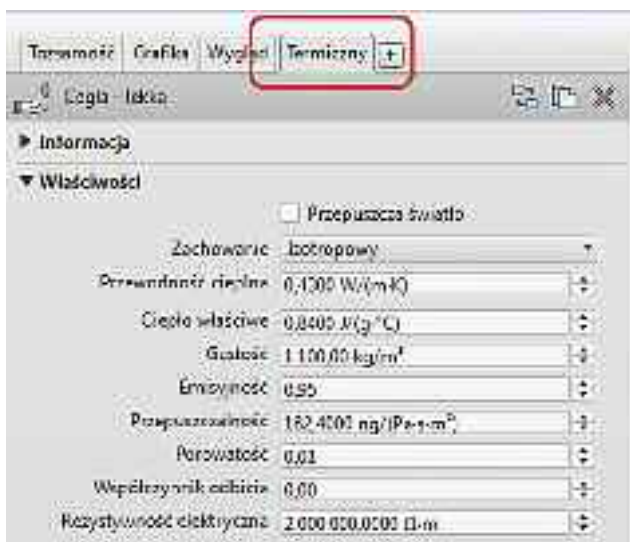 Tożsamość Grafika Wygląd Termiczny +
Cegła - lekka
Informacja
Właściwości
Przepuszcza światło
Zachowanie Izotropowy
Przewodność cieplna W/(m·K)
Ciepło właściwe 0,8400 J/(g·°C)
Gęstość 1 100,00 kg/m³
Emisyjność 0,95
Przepuszczalność 182,4000 ng/(Pa·s·m²)
Porowatość 0,01
Współczynnik odbicia 0,00
Rezystywność elektryczna 2 000 000,0000 Ω·m